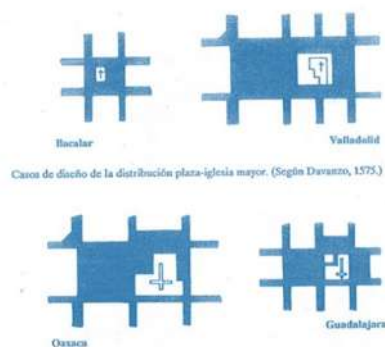 Bacalar
Valladolid
Casos de diseño de la distribución plaza-iglesia mayor. (Según Davanzo, 1575.)
Oaxaca
Guadalajara